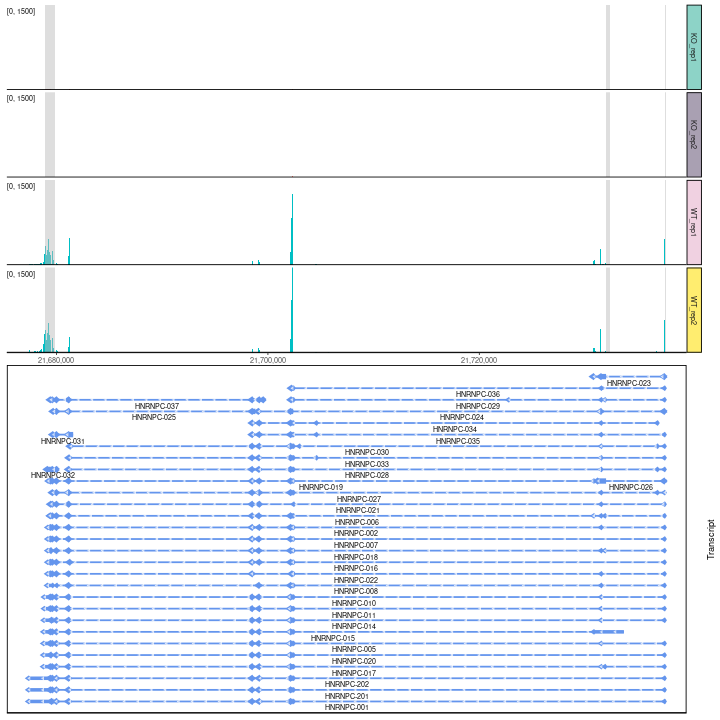 [0, 1500]
KO_rep1
[0, 1500]
KO_rep2
[0, 1500]
WT_rep1
[0, 1500]
WT_rep2
21,680,000 21,700,000 21,720,000
HNRNPC-023
HNRNPC-036
HNRNPC-037 HNRNPC-029
HNRNPC-025 HNRNPC-024
HNRNPC-034
HNRNPC-031 HNRNPC-035
HNRNPC-030
HNRNPC-033
HNRNPC-032 HNRNPC-028
HNRNPC-019 HNRNPC-026
HNRNPC-027
HNRNPC-021
HNRNPC-006
HNRNPC-002
HNRNPC-007
HNRNPC-018
HNRNPC-016
HNRNPC-022
HNRNPC-008
HNRNPC-010
HNRNPC-011
HNRNPC-014
HNRNPC-015
HNRNPC-005
HNRNPC-020
HNRNPC-017
HNRNPC-202
HNRNPC-201
HNRNPC-001
Transcript